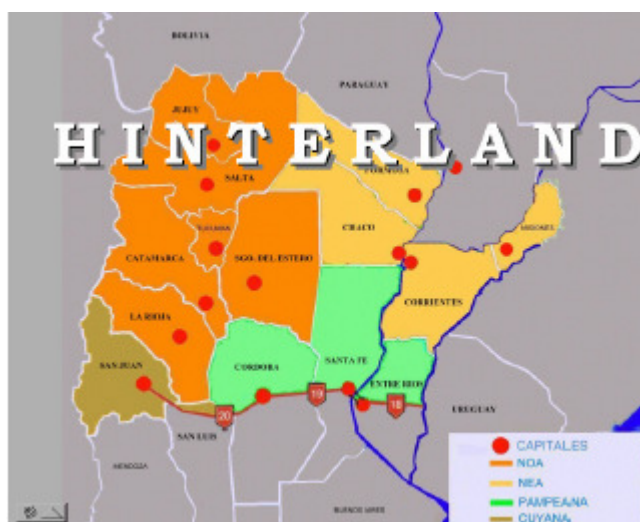 BOLIVIA
PARAGUAY
JUJUY
HINTERLAND
FORMOSA
SALTA
CHACO
TUCUMAN
MISIONES
CATAMARCA
SGO. DEL ESTERO
CORRIENTES
LA RIOJA
SAN JUAN
CORDOBA
SANTA FE
ENTRE RIOS
20
19
18
URUGUAY
SAN LUIS
MENDOZA
BUENOS AIRES
CAPITALES
NOA
NEA
PAMPEANA
CUYANA